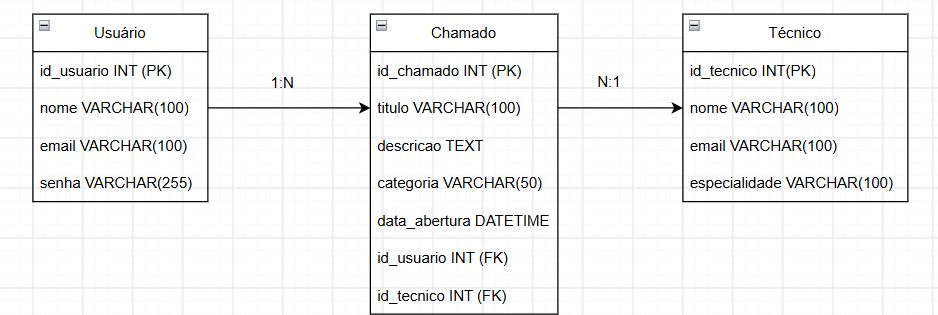 Usuário
id_usuario INT (PK)
nome VARCHAR(100)
email VARCHAR(100)
senha VARCHAR(255)
1:N
Chamado
id_chamado INT (PK)
titulo VARCHAR(100)
descricao TEXT
categoria VARCHAR(50)
data_abertura DATETIME
id_usuario INT (FK)
id_tecnico INT (FK)
N:1
Técnico
id_tecnico INT(PK)
nome VARCHAR(100)
email VARCHAR(100)
especialidade VARCHAR(100)